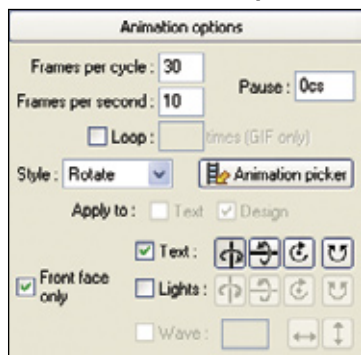 Animation options
Frames per cycle : 30
Pause : 0cs
Frames per second : 10
Loop : times (GIF only)
Style : Rotate Animation picker
Apply to : Text Design
Text :
Front face only
Lights :
Wave :